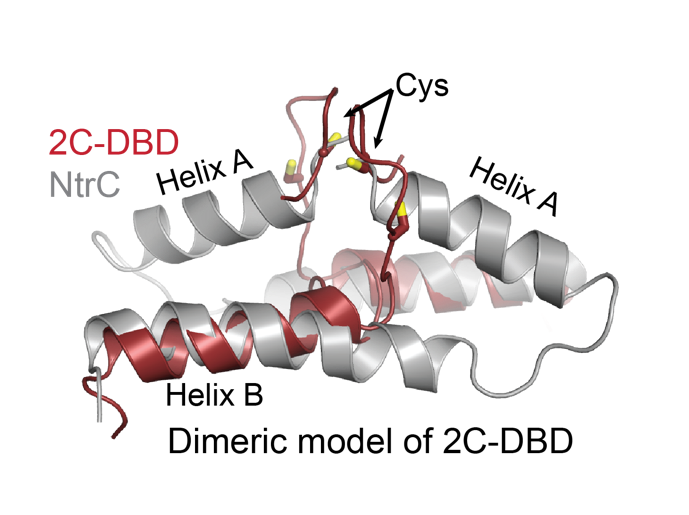 Cys
2C-DBD
NtrC
Helix A
Helix A
Helix B
Dimeric model of 2C-DBD